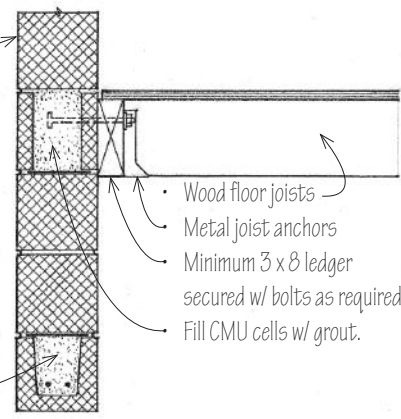 • Wood floor joists
• Metal joist anchors
• Minimum 3 x 8 ledger
secured w/ bolts as required
• Fill CMU cells w/ grout.